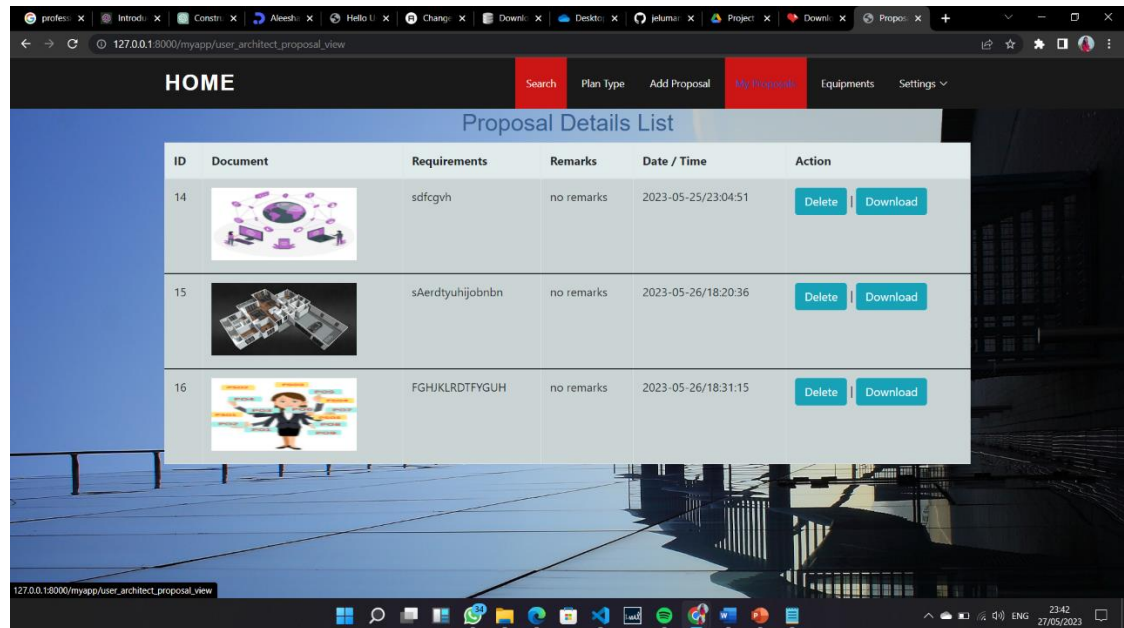 profess
Introdu
Constru
Aleesha
Hello U
Change
Downlo
Desktop
jelumar
Project
Downlo
Propos
127.0.0.1:8000/myapp/user_architect_proposal_view
HOME
Search
Plan Type
Add Proposal
My Proposals
Equipments
Settings
Proposal Details List
ID Document Requirements Remarks Date / Time Action
14 sdfcgvh no remarks 2023-05-25/23:04:51 Delete | Download
15 sAerdtyuhijobnbn no remarks 2023-05-26/18:20:36 Delete | Download
16 FGHJKLRDTFYGUH no remarks 2023-05-26/18:31:15 Delete | Download
127.0.0.1:8000/myapp/user_architect_proposal_view
ENG
23:42
27/05/2023